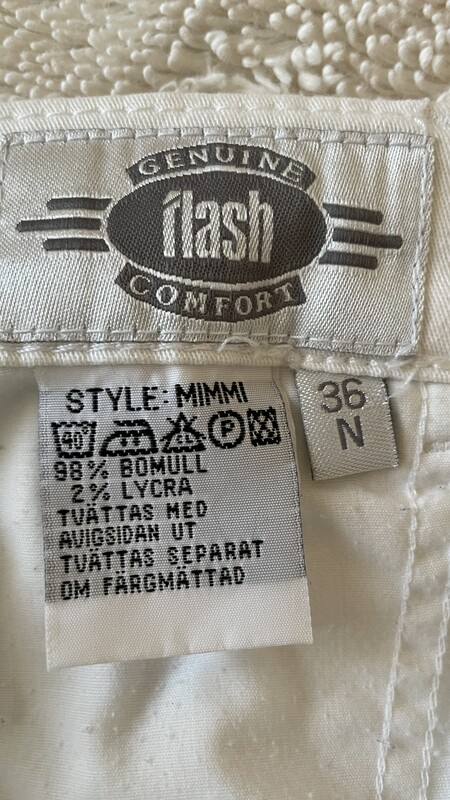 GENUINE
flash
COMFORT
STYLE: MIMMI
40°
CL
P
98% BOMULL
2% LYCRA
TVÄTTAS MED
AVIGSIDAN UT
TVÄTTAS SEPARAT
OM FÄRGMÄTTAD
36
N